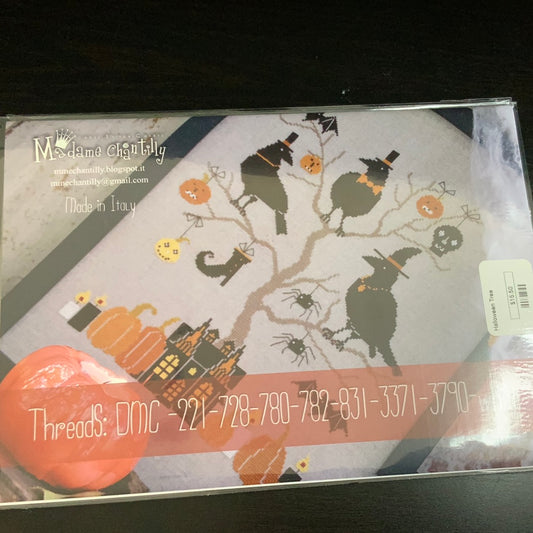 Madame Chantilly
mmechantilly.blogspot.it
mmechantilly@gmail.com
Made in Italy
Halloween Tree
$10.50
Threads: DMC -221-728-780-782-831-3371-3790-w